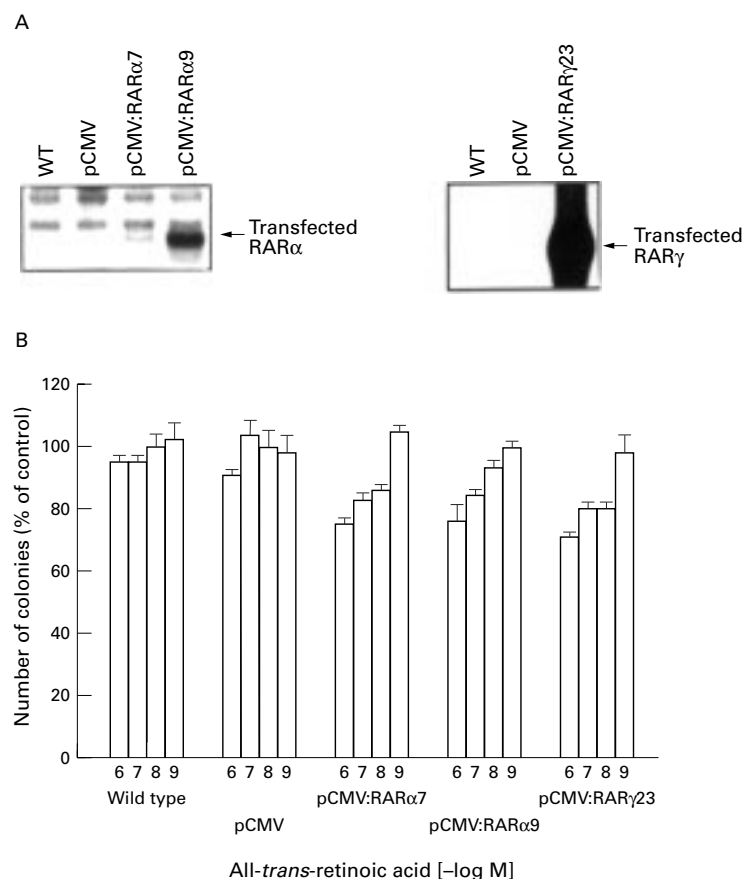 A
WT
pCMV
pCMV:RARα7
pCMV:RARα9
Transfected
RARα
WT
pCMV
pCMV:RARγ23
Transfected
RARγ
B
Number of colonies (% of control)
120
100
80
60
40
20
0
6 7 8 9 6 7 8 9 6 7 8 9 6 7 8 9 6 7 8 9
Wild type pCMV:RARα7 pCMV:RARγ23
pCMV pCMV:RARα9
All-trans-retinoic acid [–log M]